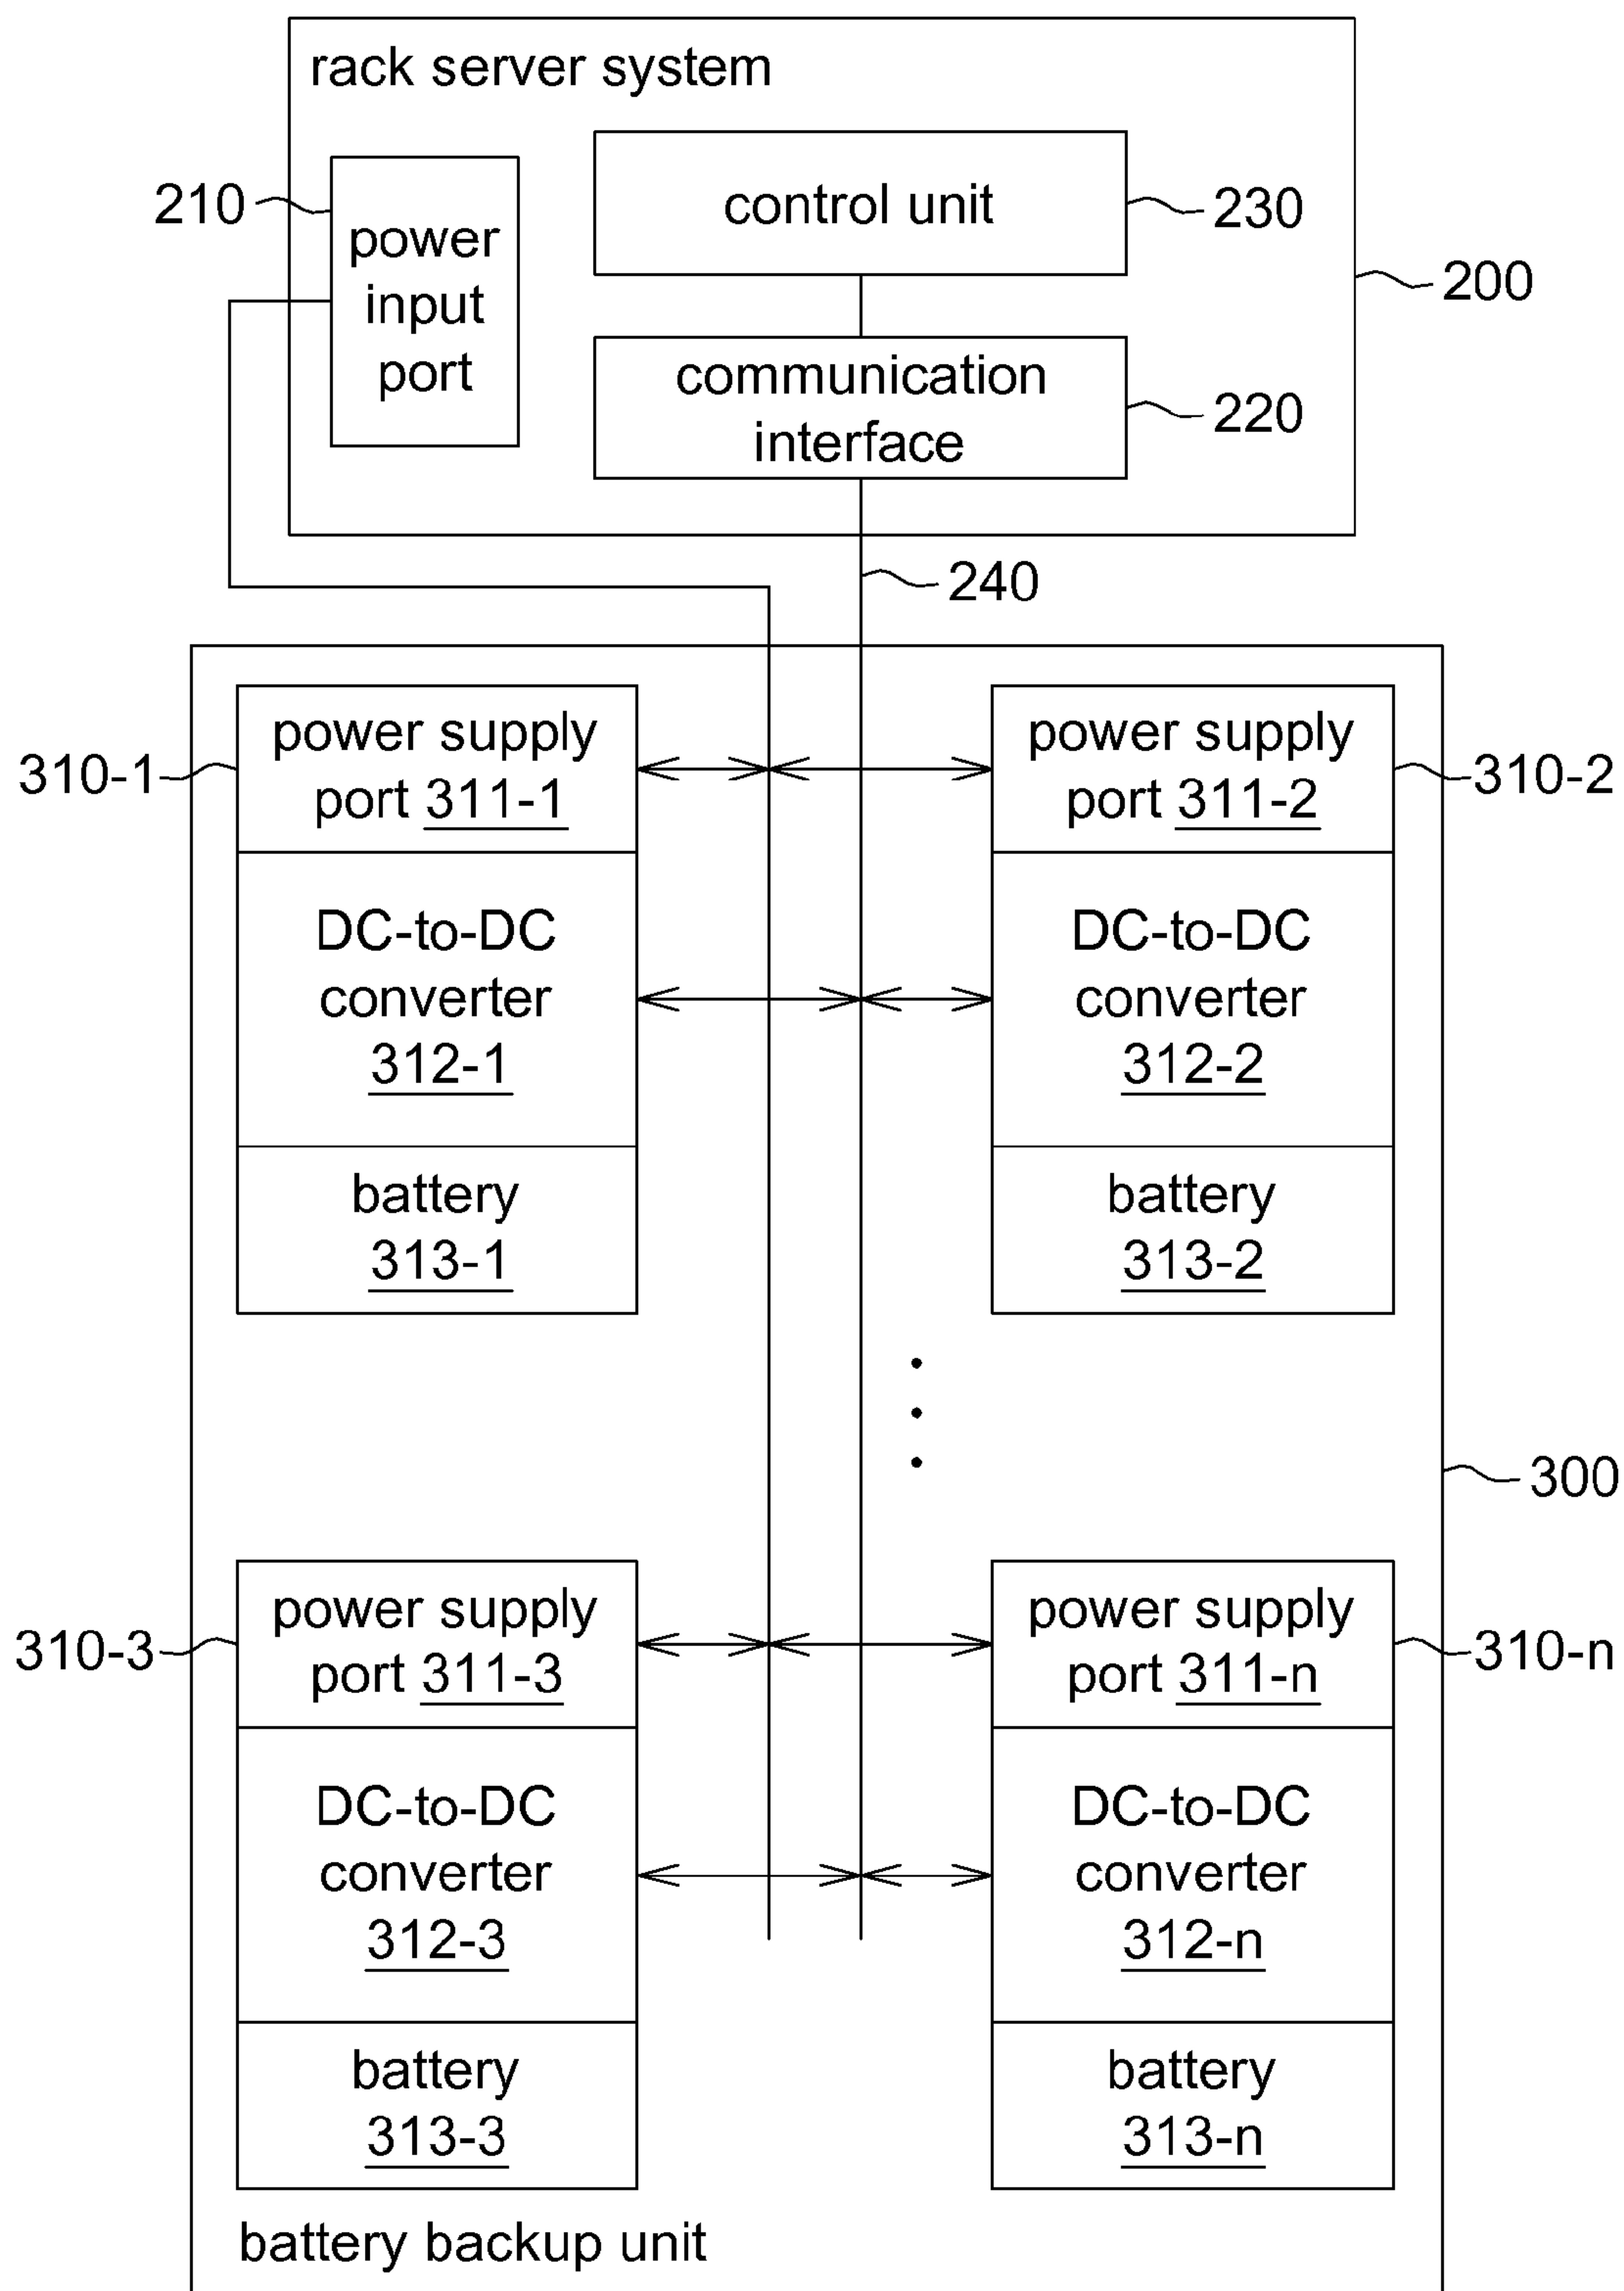 rack server system
210
power
input
port
control unit
230
200
communication
interface
220
240
310-1
power supply
port 311-1
DC-to-DC
converter
312-1
battery
313-1
power supply
port 311-2
310-2
DC-to-DC
converter
312-2
battery
313-2
300
310-3
power supply
port 311-3
DC-to-DC
converter
312-3
battery
313-3
power supply
port 311-n
310-n
DC-to-DC
converter
312-n
battery
313-n
battery backup unit